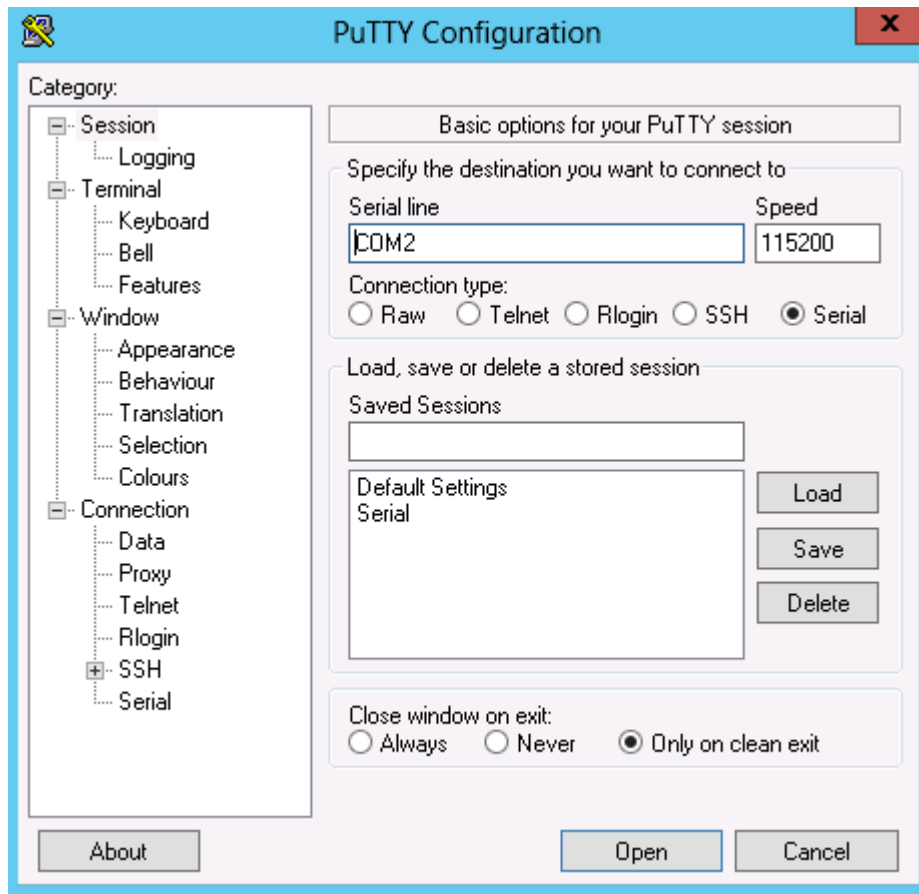 PuTTY Configuration
x
Category:
Session
Logging
Terminal
Keyboard
Bell
Features
Window
Appearance
Behaviour
Translation
Selection
Colours
Connection
Data
Proxy
Telnet
Rlogin
SSH
Serial
Basic options for your PuTTY session
Specify the destination you want to connect to
Serial line Speed
COM2 115200
Connection type:
Raw Telnet Rlogin SSH Serial
Load, save or delete a stored session
Saved Sessions
Default Settings
Serial
Load
Save
Delete
Close window on exit:
Always Never Only on clean exit
About Open Cancel